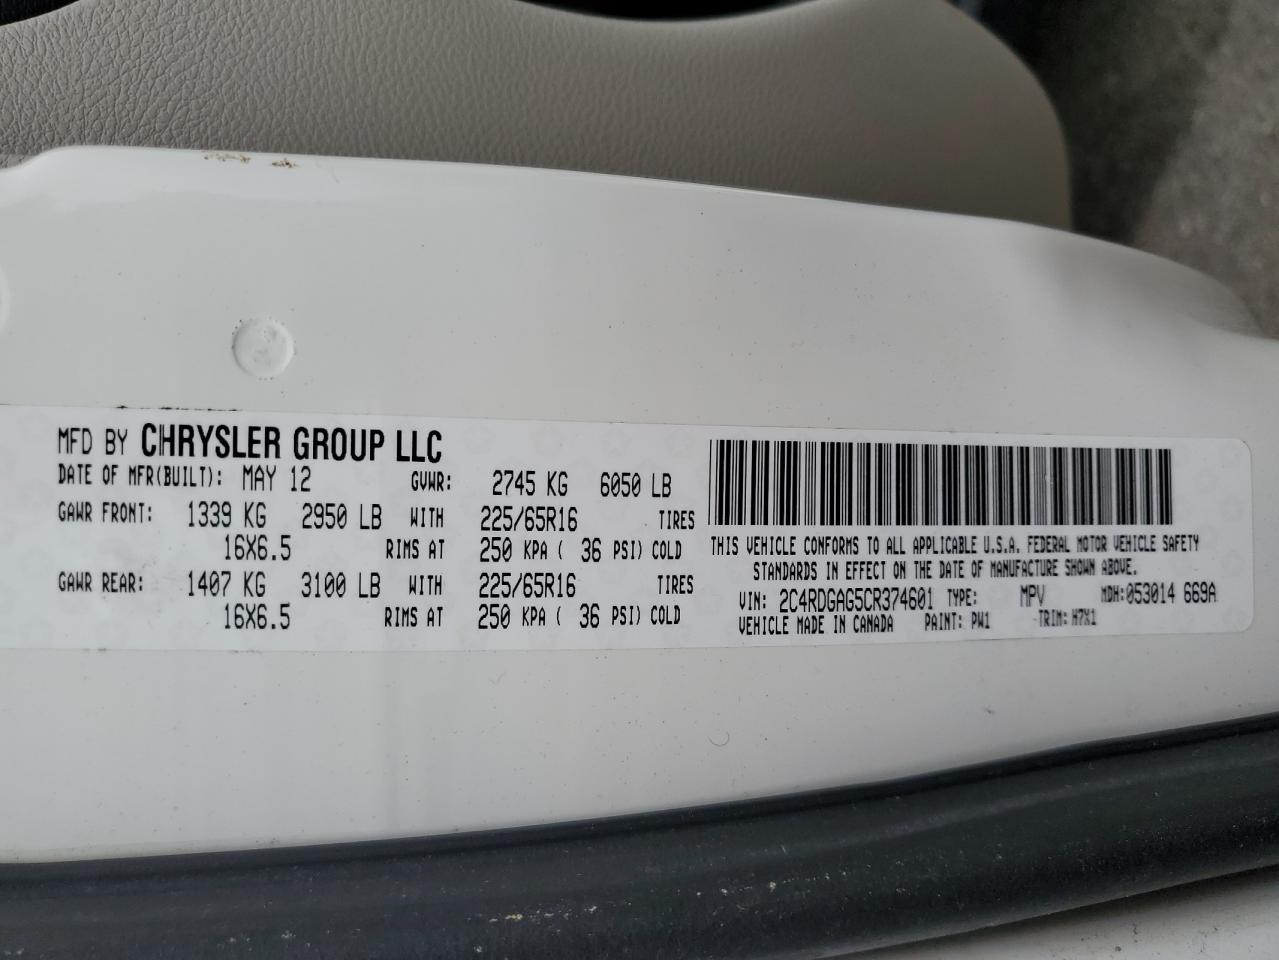 MFD BY CHRYSLER GROUP LLC
DATE OF MFR(BUILT): MAY 12 GVWR: 2745 KG 6050 LB
GAWR FRONT: 1339 KG 2950 LB WITH 225/65R16 TIRES
16X6.5 RIMS AT 250 KPA ( 36 PSI) COLD
GAWR REAR: 1407 KG 3100 LB WITH 225/65R16 TIRES
16X6.5 RIMS AT 250 KPA ( 36 PSI) COLD
THIS VEHICLE CONFORMS TO ALL APPLICABLE U.S.A. FEDERAL MOTOR VEHICLE SAFETY
STANDARDS IN EFFECT ON THE DATE OF MANUFACTURE SHOWN ABOVE.
VIN: 2C4RDGAG5CR374601 TYPE: MPV MDH:053014 669A
VEHICLE MADE IN CANADA PAINT: PW1 TRIM: H7X1